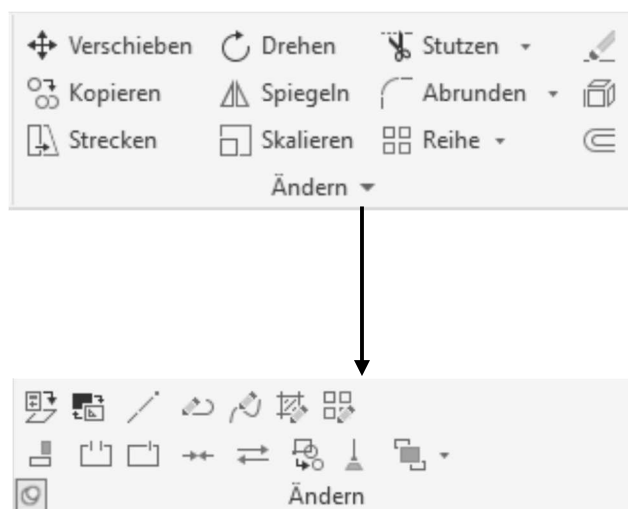 Verschieben Drehen Stutzen
Kopieren Spiegeln Abrunden
Strecken Skalieren Reihe
Ändern
Ändern